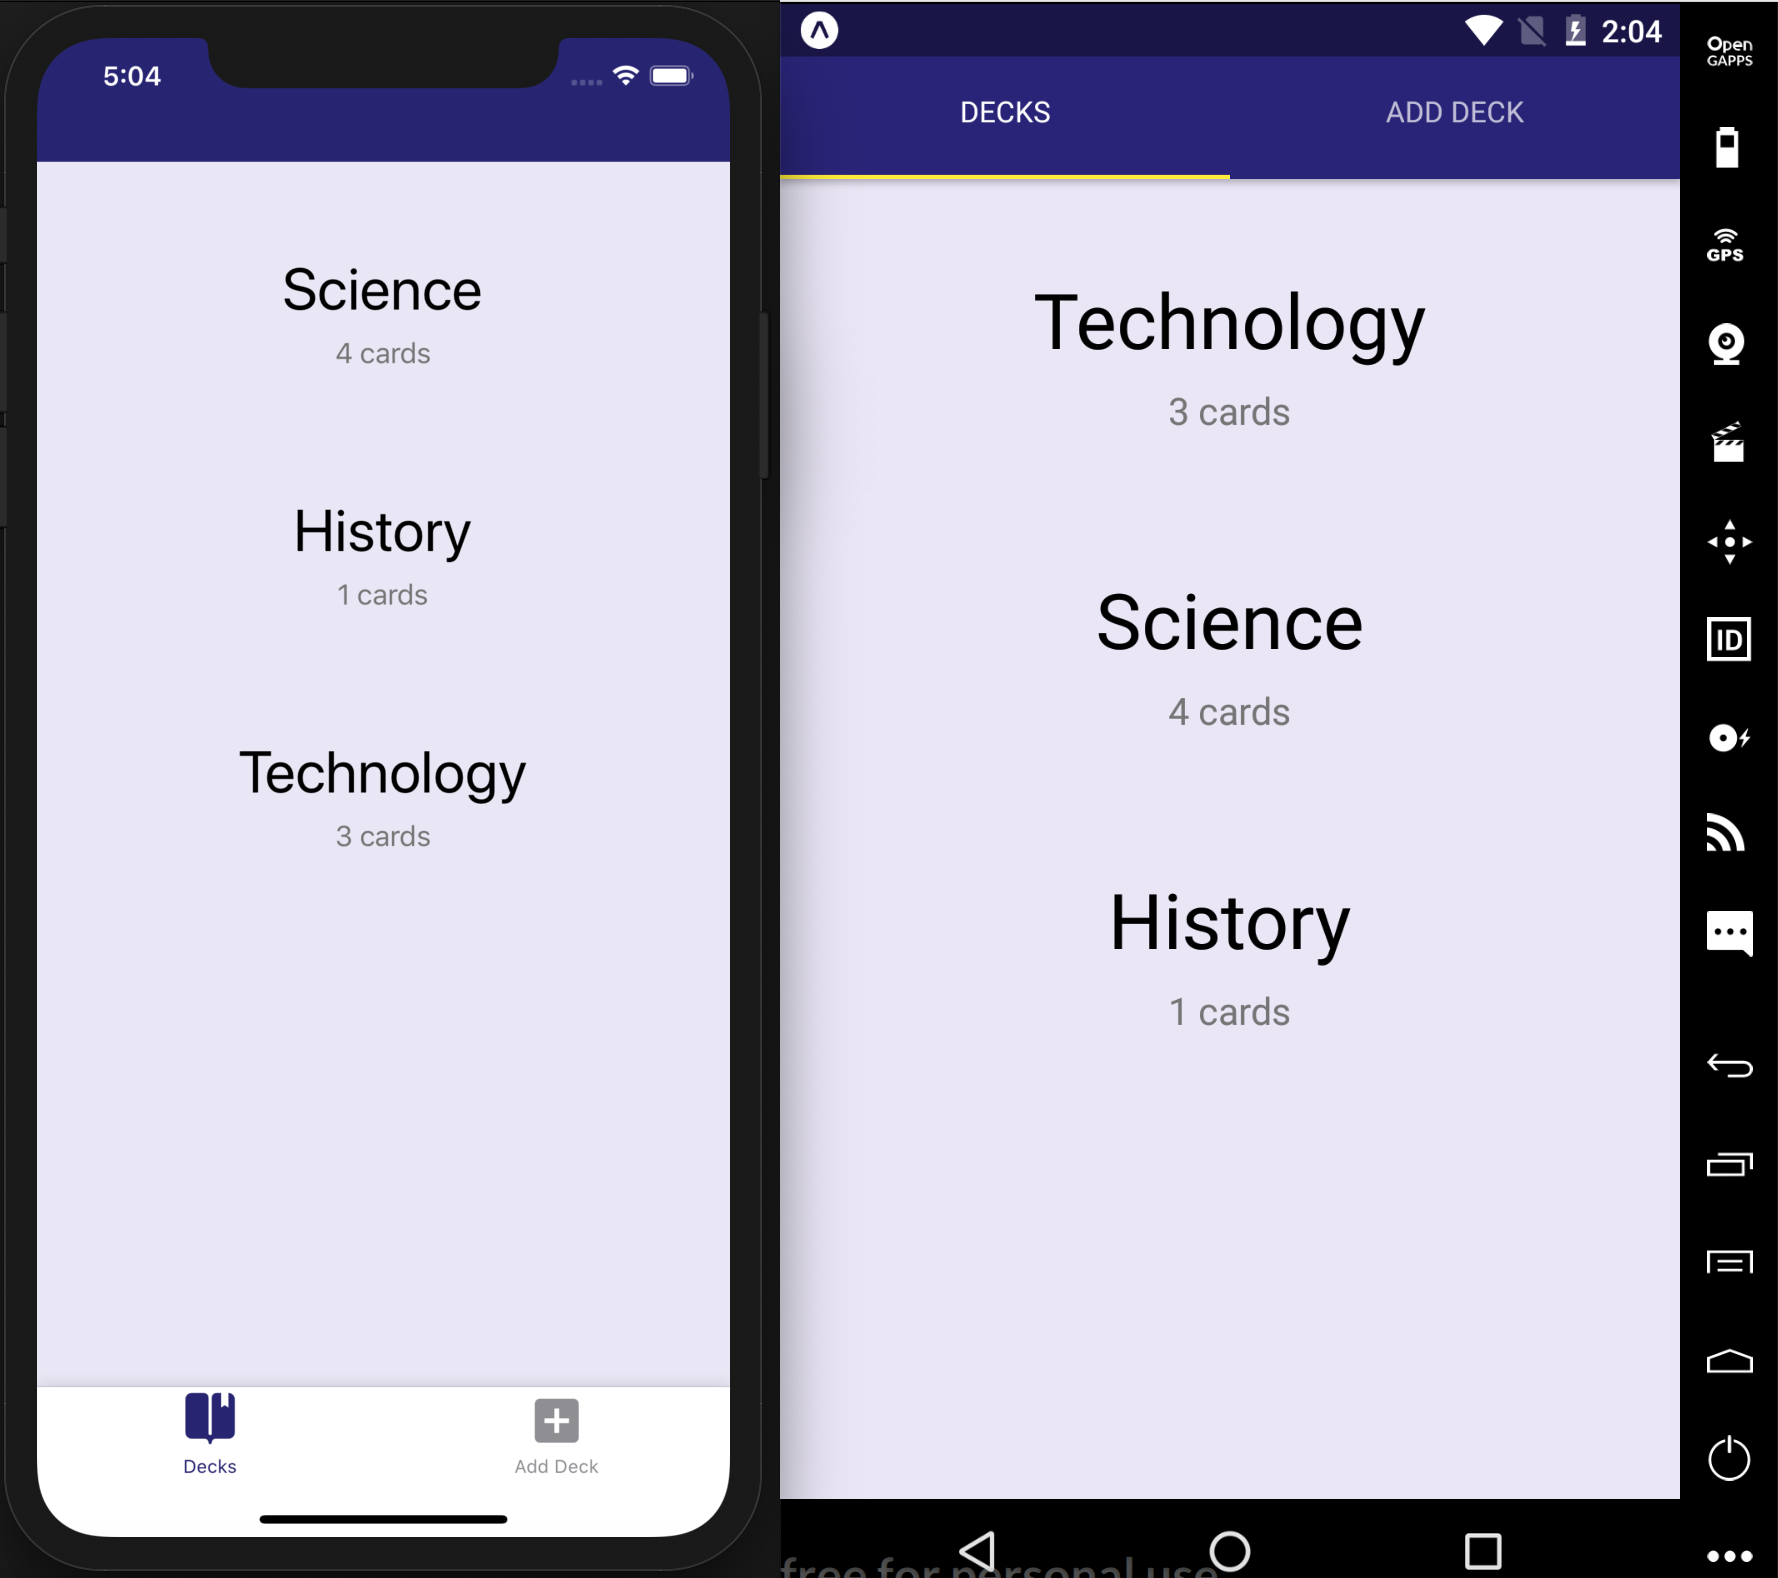 5:04
Science
4 cards
History
1 cards
Technology
3 cards
Decks
Add Deck
2:04
DECKS
ADD DECK
Technology
3 cards
Science
4 cards
History
1 cards
free for personal use
Open
GAPPS
GPS
ID